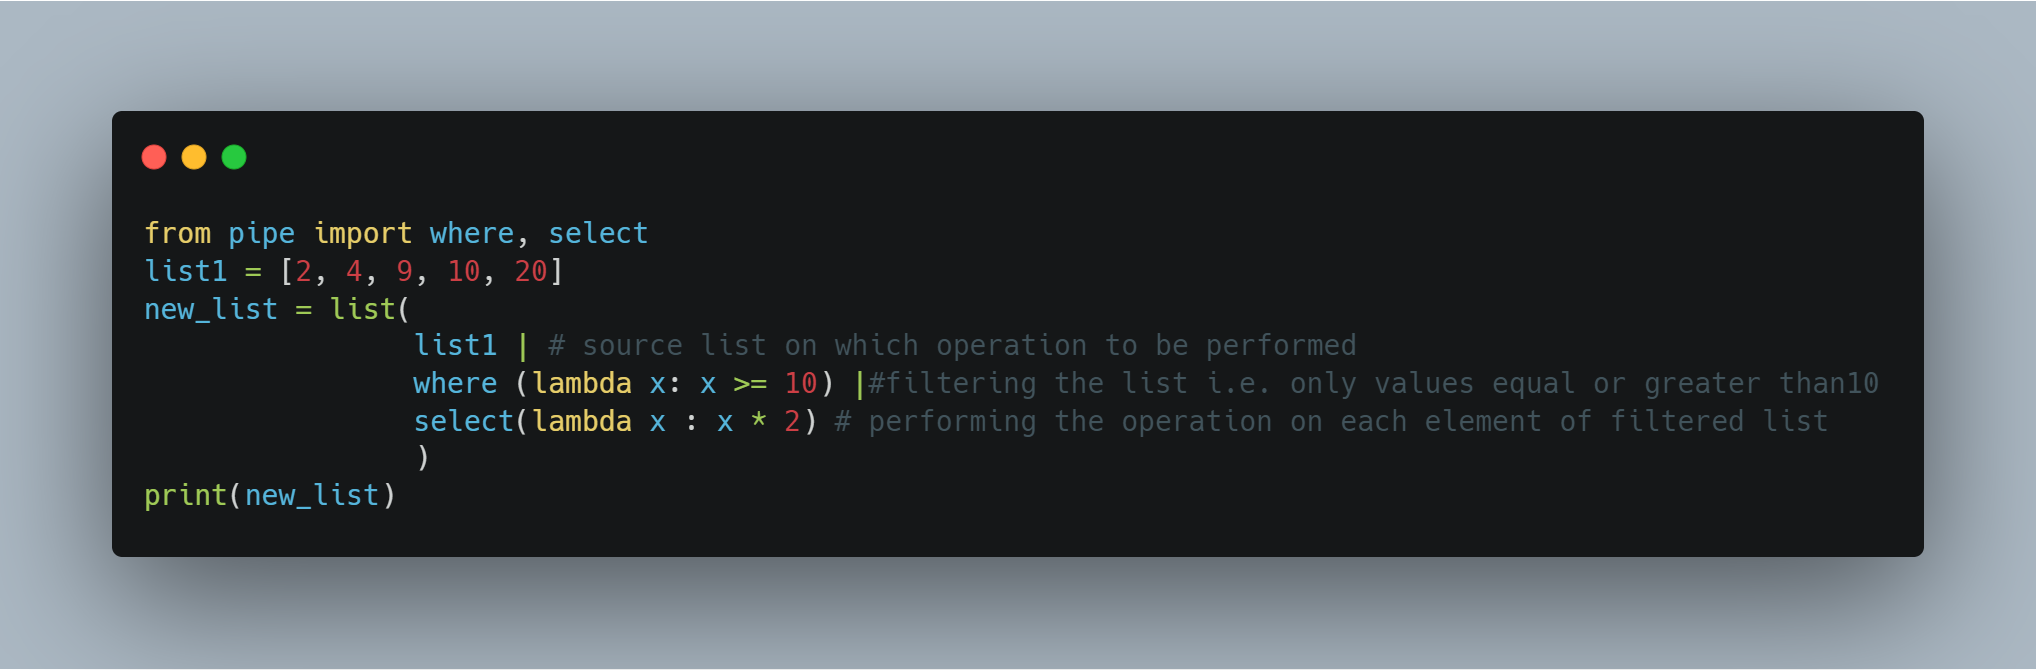 from pipe import where, select
list1 = [2, 4, 9, 10, 20]
new_list = list(
                list1 | # source list on which operation to be performed
                where (lambda x: x >= 10) |#filtering the list i.e. only values equal or greater than10
                select(lambda x : x * 2) # performing the operation on each element of filtered list
                )
print(new_list)